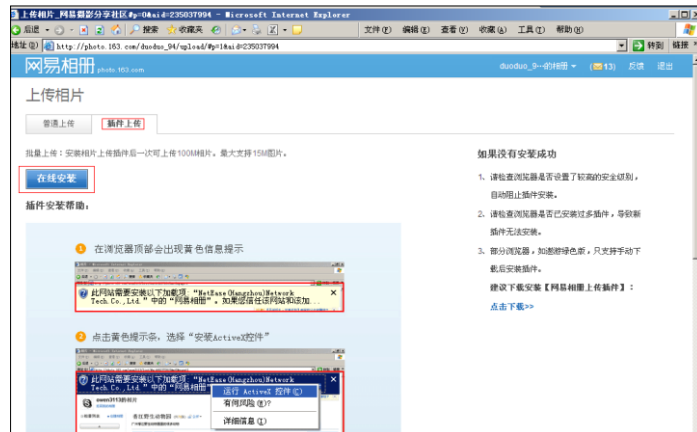 上传相片_网易摄影分享社区#p=0&aid=235037994 - Microsoft Internet Explorer
后退 搜索 收藏夹 文件(F) 编辑(E) 查看(V) 收藏(A) 工具(T) 帮助(H)
地址(D) http://photo.163.com/duoduo_94/upload/#p=1&aid=235037994 转到 链接
网易相册 photo.163.com duoduo_9…的相册 (13) 反馈 退出
上传相片
普通上传 插件上传
批量上传：安装相片上传插件后一次可上传100M相片。最大支持15M图片。
在线安装
插件安装帮助：
1 在浏览器顶部会出现黄色信息提示
此网站需要安装以下加载项: “NetEase(Hangzhou)Network
Tech.Co.,Ltd.”中的“网易相册”。如果您信任该网站和该加...
2 点击黄色提示条，选择“安装ActiveX控件”
此网站需要安装以下加载项: “NetEase(Hangzhou)Network
Tech.Co.,Ltd.”中的“网易相册”
运行 ActiveX 控件(C)
有何风险(W)?
详细信息(I)
香江野生动物园
如果没有安装成功
1、请检查浏览器是否设置了较高的安全级别，
自动阻止插件安装。
2、请检查浏览器是否已安装过多插件，导致新
插件无法安装。
3、部分浏览器，如遨游绿色版，只支持手动下
载后安装插件。
建议下载安装【网易相册上传插件】：
点击下载>>